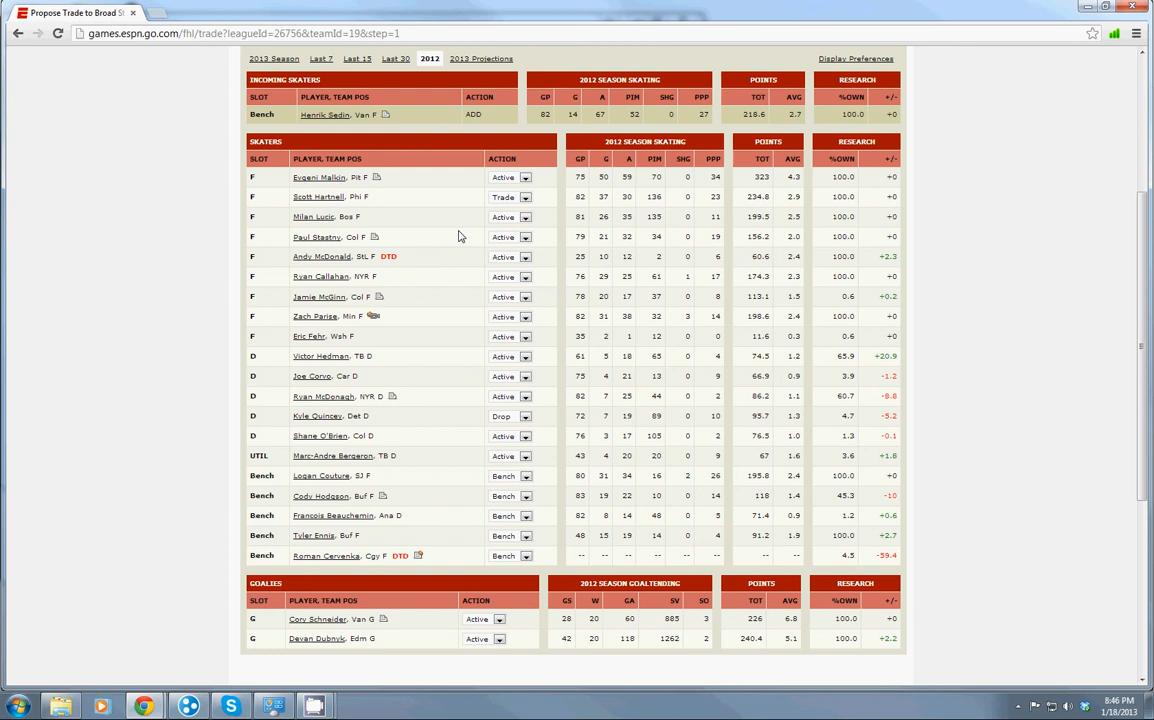 Propose Trade to Broad St ×
games.espn.go.com/fhl/trade?leagueId=26756&teamId=19&step=1
2013 Season Last 7 Last 15 Last 30 2012 2013 Projections Display Preferences
INCOMING SKATERS 2012 SEASON SKATING POINTS RESEARCH
SLOT PLAYER, TEAM POS ACTION GP G A PIM SHG PPP TOT AVG %OWN +/-
Bench Henrik Sedin, Van F ADD 82 14 67 52 0 27 218.6 2.7 100.0 +0
SKATERS 2012 SEASON SKATING POINTS RESEARCH
SLOT PLAYER, TEAM POS ACTION GP G A PIM SHG PPP TOT AVG %OWN +/-
F Evgeni Malkin, Pit F Active 75 50 59 70 0 34 323 4.3 100.0 +0
F Scott Hartnell, Phi F Trade 82 37 30 136 0 23 234.8 2.9 100.0 +0
F Milan Lucic, Bos F Active 81 26 35 135 0 11 199.5 2.5 100.0 +0
F Paul Stastny, Col F Active 79 21 32 34 0 19 156.2 2.0 100.0 +0
F Andy McDonald, StL F DTD Active 25 10 12 2 0 6 60.6 2.4 100.0 +2.3
F Ryan Callahan, NYR F Active 76 29 25 61 1 17 174.3 2.3 100.0 +0
F Jamie McGinn, Col F Active 78 20 17 37 0 8 113.1 1.5 0.6 +0.2
F Zach Parise, Min F Active 82 31 38 32 3 14 198.6 2.4 100.0 +0
F Eric Fehr, Wsh F Active 35 2 1 12 0 0 11.6 0.3 0.6 +0
D Victor Hedman, TB D Active 61 5 18 65 0 4 74.5 1.2 65.9 +20.9
D Joe Corvo, Car D Active 75 4 21 13 0 9 66.9 0.9 3.9 -1.2
D Ryan McDonagh, NYR D Active 82 7 25 44 0 2 86.2 1.1 60.7 -8.8
D Kyle Quincey, Det D Drop 72 7 19 89 0 10 95.7 1.3 4.7 -5.2
D Shane O'Brien, Col D Active 76 3 17 105 0 2 76.5 1.0 1.3 -0.1
UTIL Marc-Andre Bergeron, TB D Active 43 4 20 20 0 9 67 1.6 3.6 +1.8
Bench Logan Couture, SJ F Bench 80 31 34 16 2 26 195.8 2.4 100.0 +0
Bench Cody Hodgson, Buf F Bench 83 19 22 10 0 14 118 1.4 45.3 -10
Bench Francois Beauchemin, Ana D Bench 82 8 14 48 0 5 71.4 0.9 1.2 +0.6
Bench Tyler Ennis, Buf F Bench 48 15 19 14 0 4 91.2 1.9 100.0 +2.7
Bench Roman Cervenka, Cgy F DTD Bench -- -- -- -- -- -- -- -- 4.5 -59.4
GOALIES 2012 SEASON GOALTENDING POINTS RESEARCH
SLOT PLAYER, TEAM POS ACTION GS W GA SV SO TOT AVG %OWN +/-
G Cory Schneider, Van G Active 28 20 60 885 3 226 6.8 100.0 +0
G Devan Dubnyk, Edm G Active 42 20 118 1262 2 240.4 5.1 100.0 +2.2
8:46 PM
1/18/2013